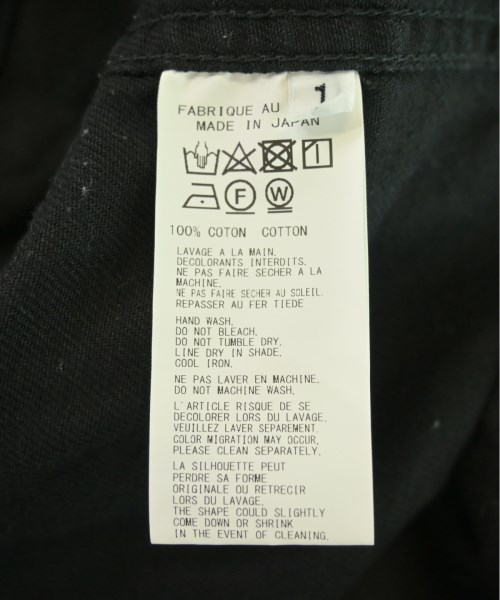 1
FABRIQUE AU
MADE IN JAPAN
F W
100% COTON COTTON
LAVAGE A LA MAIN.
DECOLORANTS INTERDITS.
NE PAS FAIRE SECHER A LA
MACHINE.
NE PAS FAIRE SECHER AU SOLEIL.
REPASSER AU FER TIEDE
HAND WASH.
DO NOT BLEACH.
DO NOT TUMBLE DRY.
LINE DRY IN SHADE.
COOL IRON.
NE PAS LAVER EN MACHINE.
DO NOT MACHINE WASH.
L'ARTICLE RISQUE DE SE
DECOLORER LORS DU LAVAGE.
VEUILLEZ LAVER SEPAREMENT.
COLOR MIGRATION MAY OCCUR,
PLEASE CLEAN SEPARATELY.
LA SILHOUETTE PEUT
PERDRE SA FORME
ORIGINALE OU RETRECIR
LORS DU LAVAGE.
THE SHAPE COULD SLIGHTLY
COME DOWN OR SHRINK
IN THE EVENT OF CLEANING.